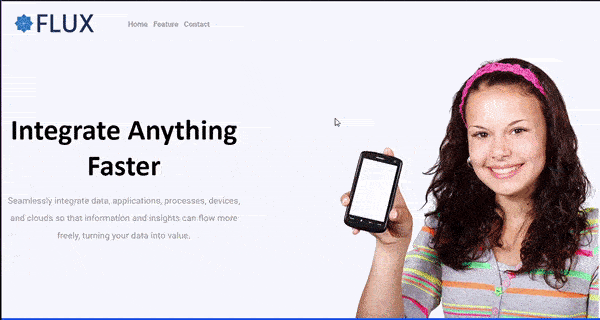 FLUX
Home Feature Contact
Integrate Anything
Faster
Seamlessly integrate data, applications, processes, devices,
and clouds so that information and insights can flow more
freely, turning your data into value.